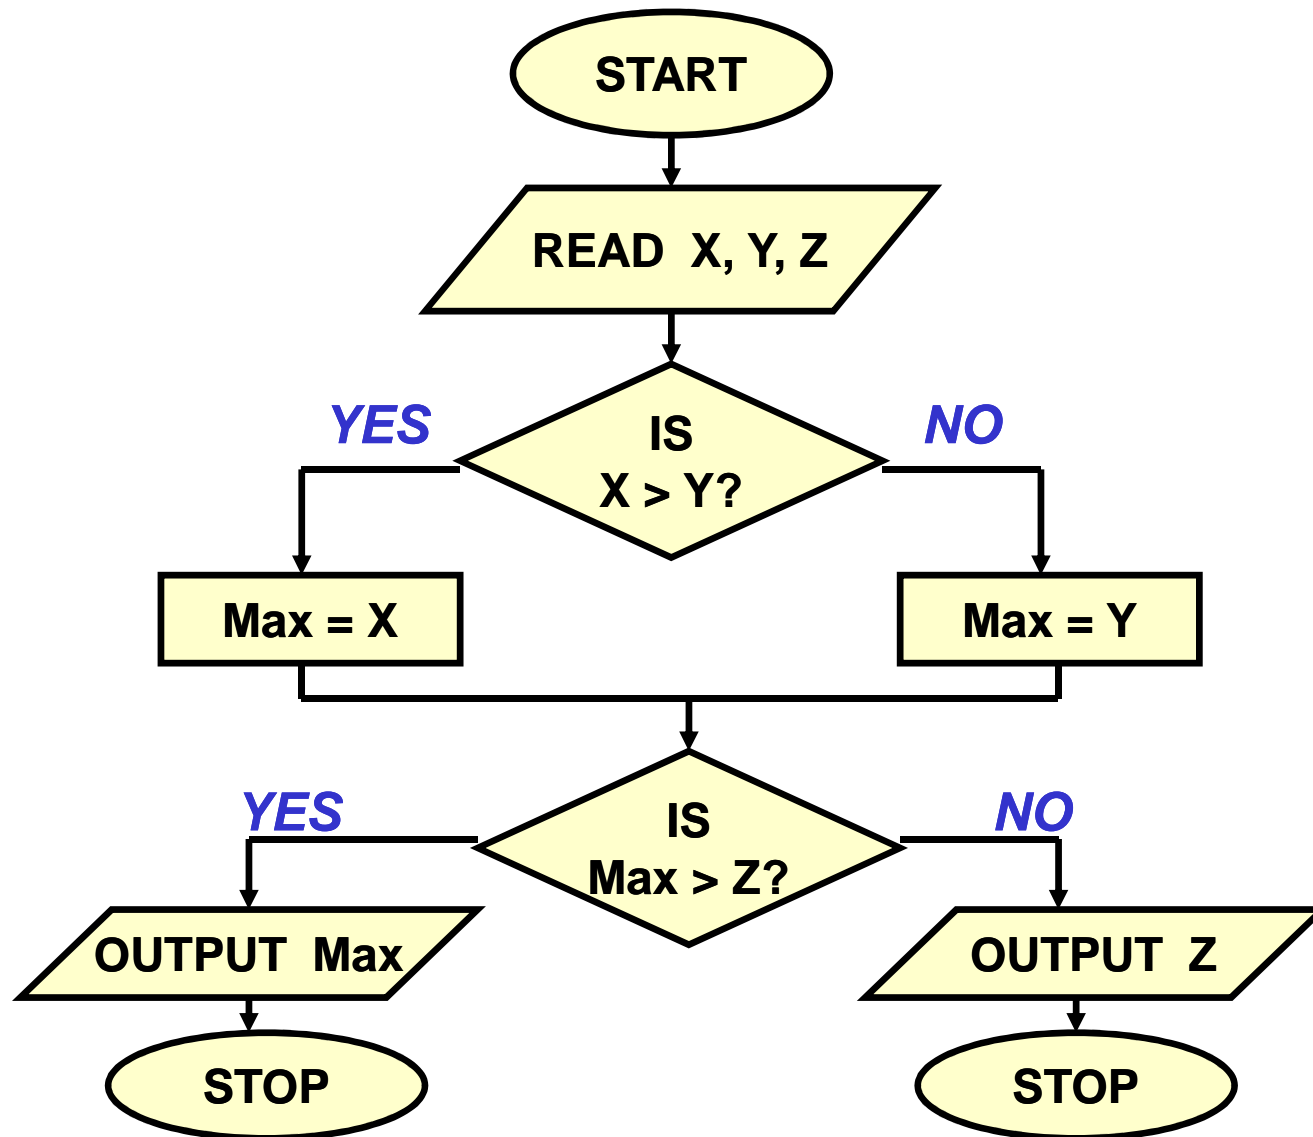 START
READ X, Y, Z
YES
NO
IS
X > Y?
Max = X
Max = Y
YES
NO
IS
Max > Z?
OUTPUT Max
OUTPUT Z
STOP
STOP